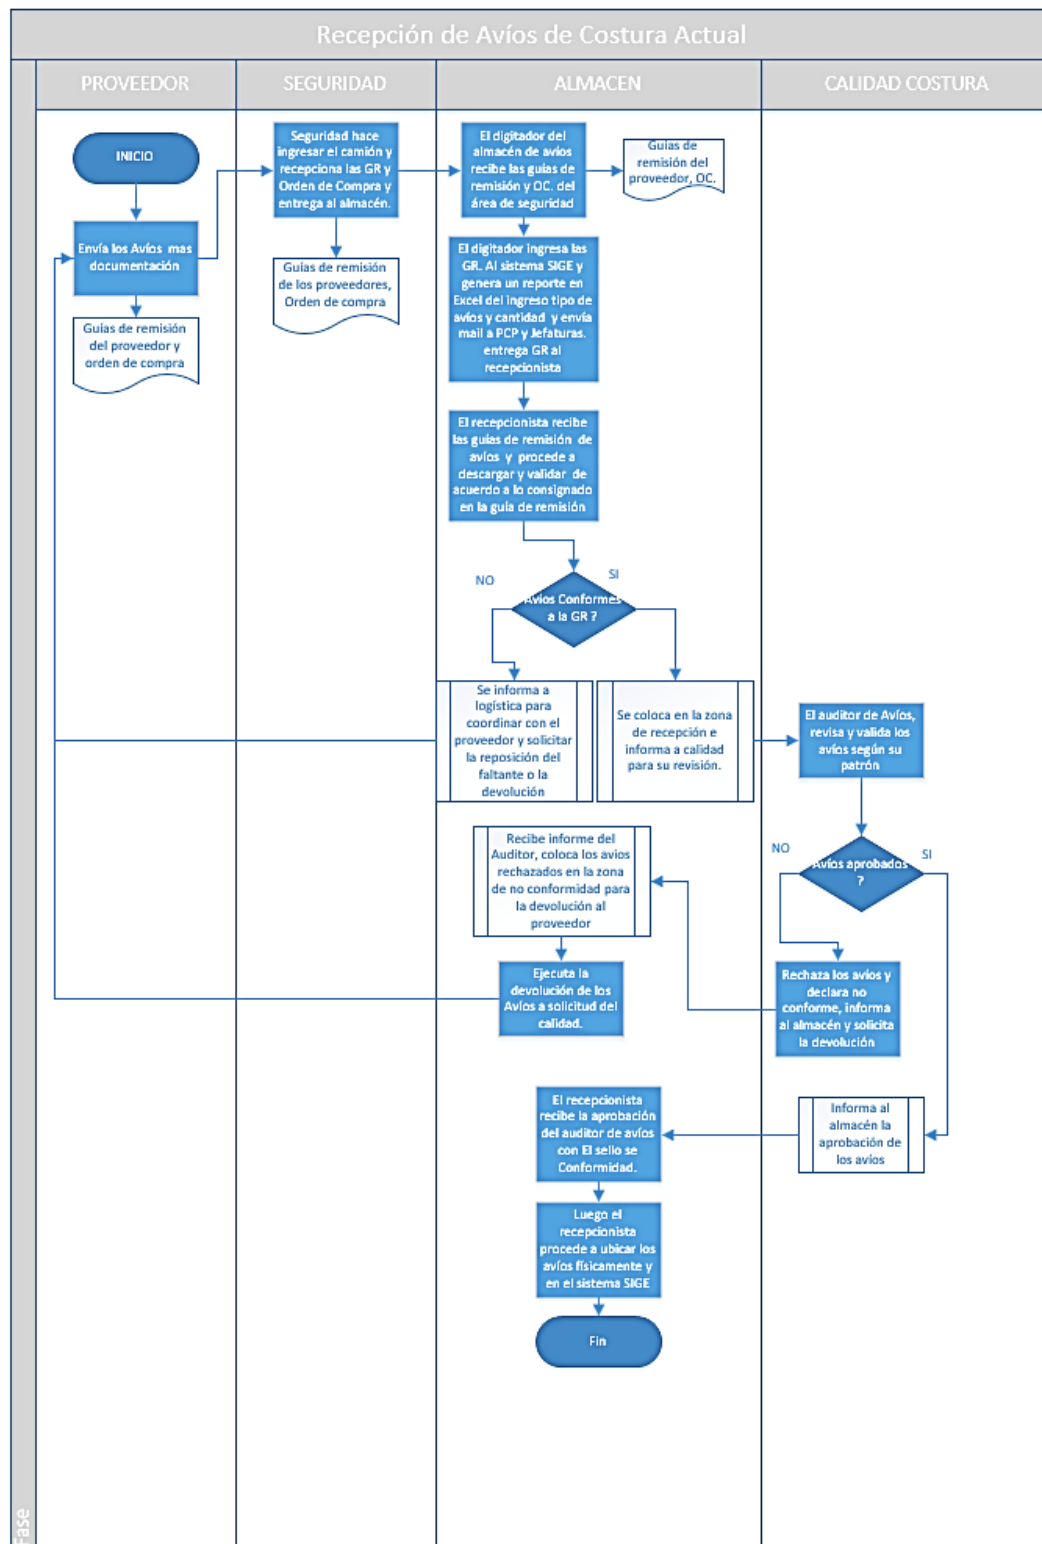 Recepción de Avíos de Costura Actual
PROVEEDOR
SEGURIDAD
ALMACEN
CALIDAD COSTURA
INICIO
Envía los Avíos mas
documentación
Guías de remisión
del proveedor y
orden de compra
Seguridad hace
ingresar el camión y
recepciona las GR y
Orden de Compra y
entrega al almacén.
Guías de remisión
de los proveedores,
Orden de compra
El digitador del
almacén de avíos
recibe las guías de
remisión y OC. del
área de seguridad
Guías de
remisión del
proveedor, OC.
El digitador ingresa las
GR. Al sistema SIGE y
genera un reporte en
Excel del ingreso tipo de
avíos y cantidad y envía
mail a PCP y Jefaturas.
entrega GR al
recepcionista
El recepcionista recibe
las guías de remisión de
avíos y procede a
descargar y validar de
acuerdo a lo consignado
en la guía de remisión
NO
SI
Avíos Conformes
a la GR ?
Se informa a
logística para
coordinar con el
proveedor y solicitar
la reposición del
faltante o la
devolución
Se coloca en la zona
de recepción e
informa a calidad
para su revisión.
El auditor de Avíos,
revisa y valida los
avíos según su
patrón
NO
SI
Avíos aprobados
?
Recibe informe del
Auditor, coloca los avios
rechazados en la zona
de no conformidad para
la devolución al
proveedor
Ejecuta la
devolución de los
Avíos a solicitud del
calidad.
Rechaza los avíos y
declara no
conforme, informa
al almacén y solicita
la devolución
El recepcionista
recibe la aprobación
del auditor de avíos
con El sello se
Conformidad.
Informa al
almacén la
aprobación de
los avíos
Luego el
recepcionista
procede a ubicar los
avíos físicamente y
en el sistema SIGE
Fin
Fase